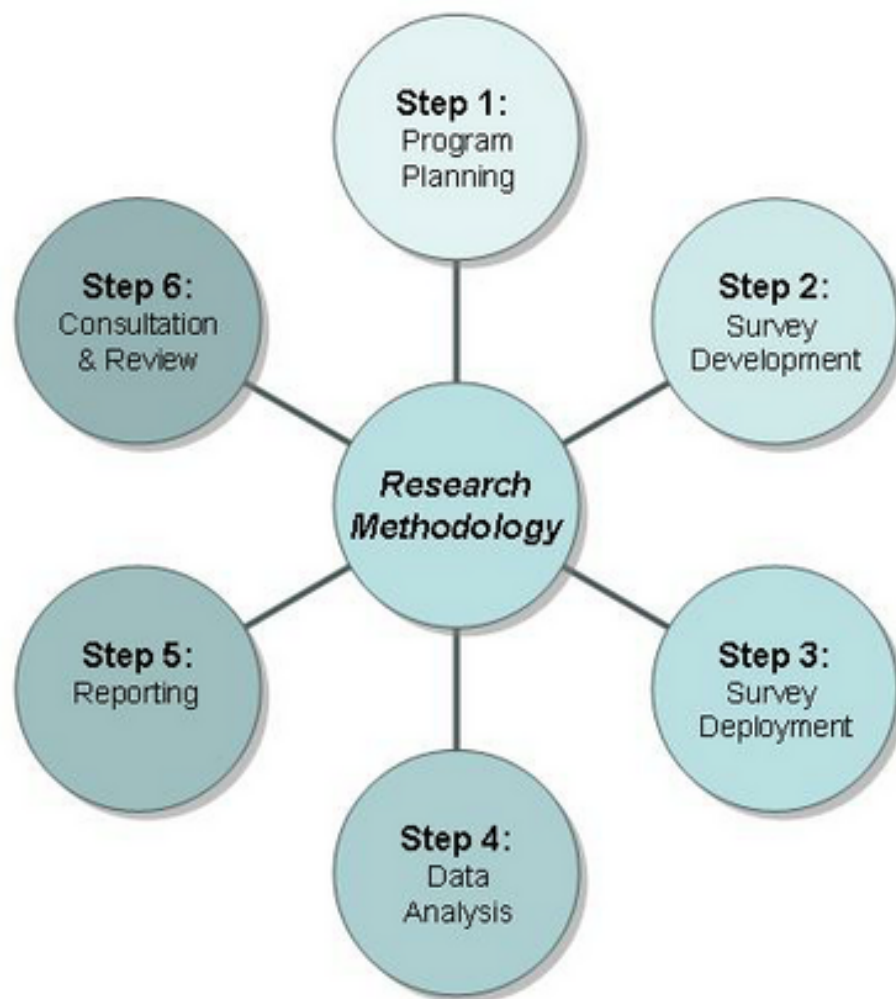 Step 1:
Program
Planning
Step 2:
Survey
Development
Step 3:
Survey
Deployment
Step 4:
Data
Analysis
Step 5:
Reporting
Step 6:
Consultation
& Review
Research
Methodology